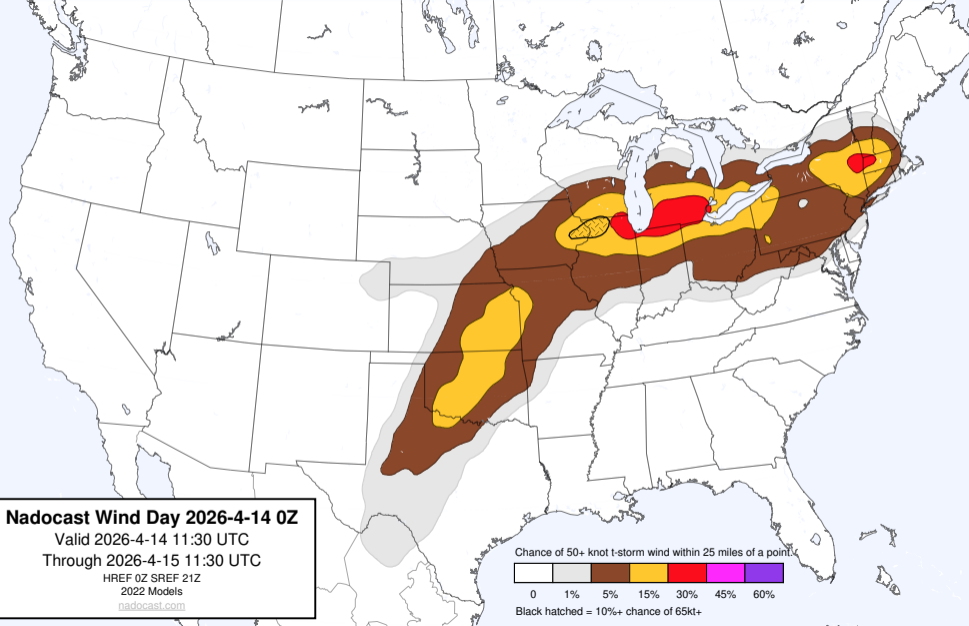 Nadocast Wind Day 2026-4-14 0Z
Valid 2026-4-14 11:30 UTC
Through 2026-4-15 11:30 UTC
HREF 0Z SREF 21Z
2022 Models
nadocast.com
Chance of 50+ knot t-storm wind within 25 miles of a point.
0 1% 5% 15% 30% 45% 60%
Black hatched = 10%+ chance of 65kt+